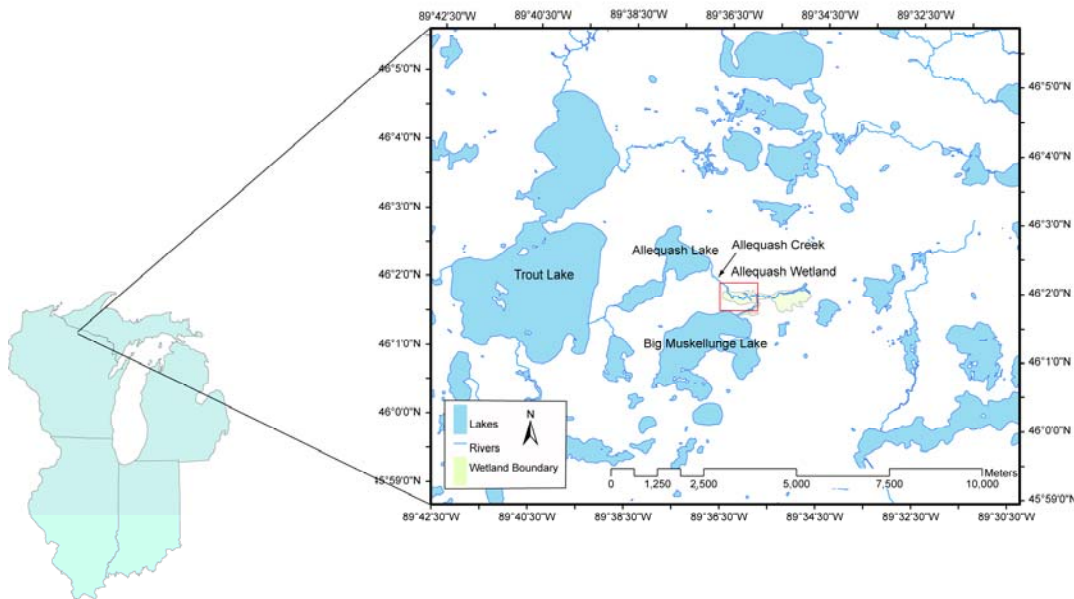 89°42'30"W 89°40'30"W 89°38'30"W 89°36'30"W 89°34'30"W 89°32'30"W
46°5'0"N
46°5'0"N
46°4'0"N
46°4'0"N
46°3'0"N
46°3'0"N
Allequash Creek
Allequash Lake
Allequash Wetland
Trout Lake
46°2'0"N
46°2'0"N
Big Muskellunge Lake
46°1'0"N
46°1'0"N
46°0'0"N
46°0'0"N
N
Lakes
Rivers
Wetland Boundary
Meters
0 1,250 2,500 5,000 7,500 10,000
45°59'0"N
45°59'0"N
89°42'30"W 89°40'30"W 89°38'30"W 89°36'30"W 89°34'30"W 89°32'30"W 89°30'30"W